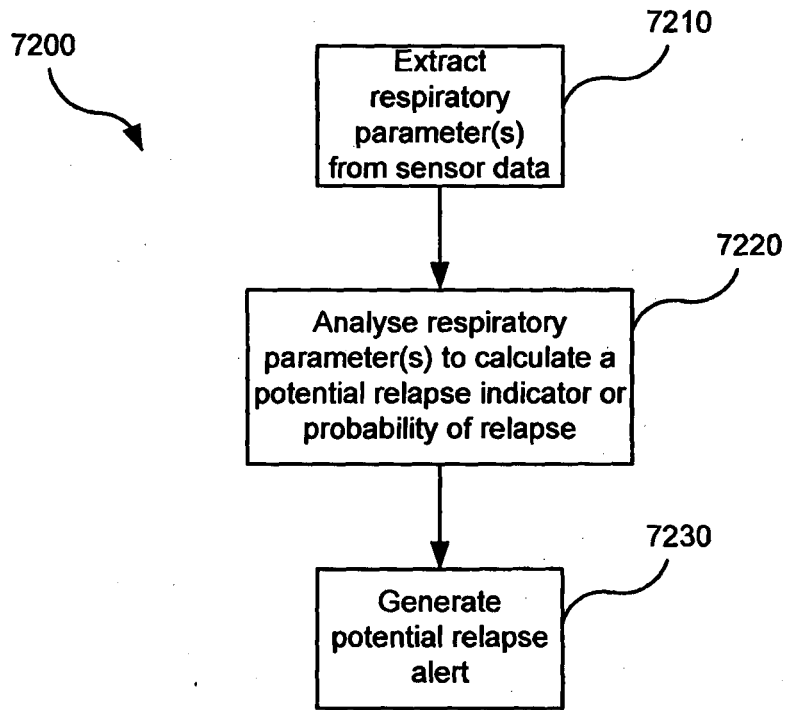 7200
7210
Extract
respiratory
parameter(s)
from sensor data
7220
Analyse respiratory
parameter(s) to calculate a
potential relapse indicator or
probability of relapse
7230
Generate
potential relapse
alert